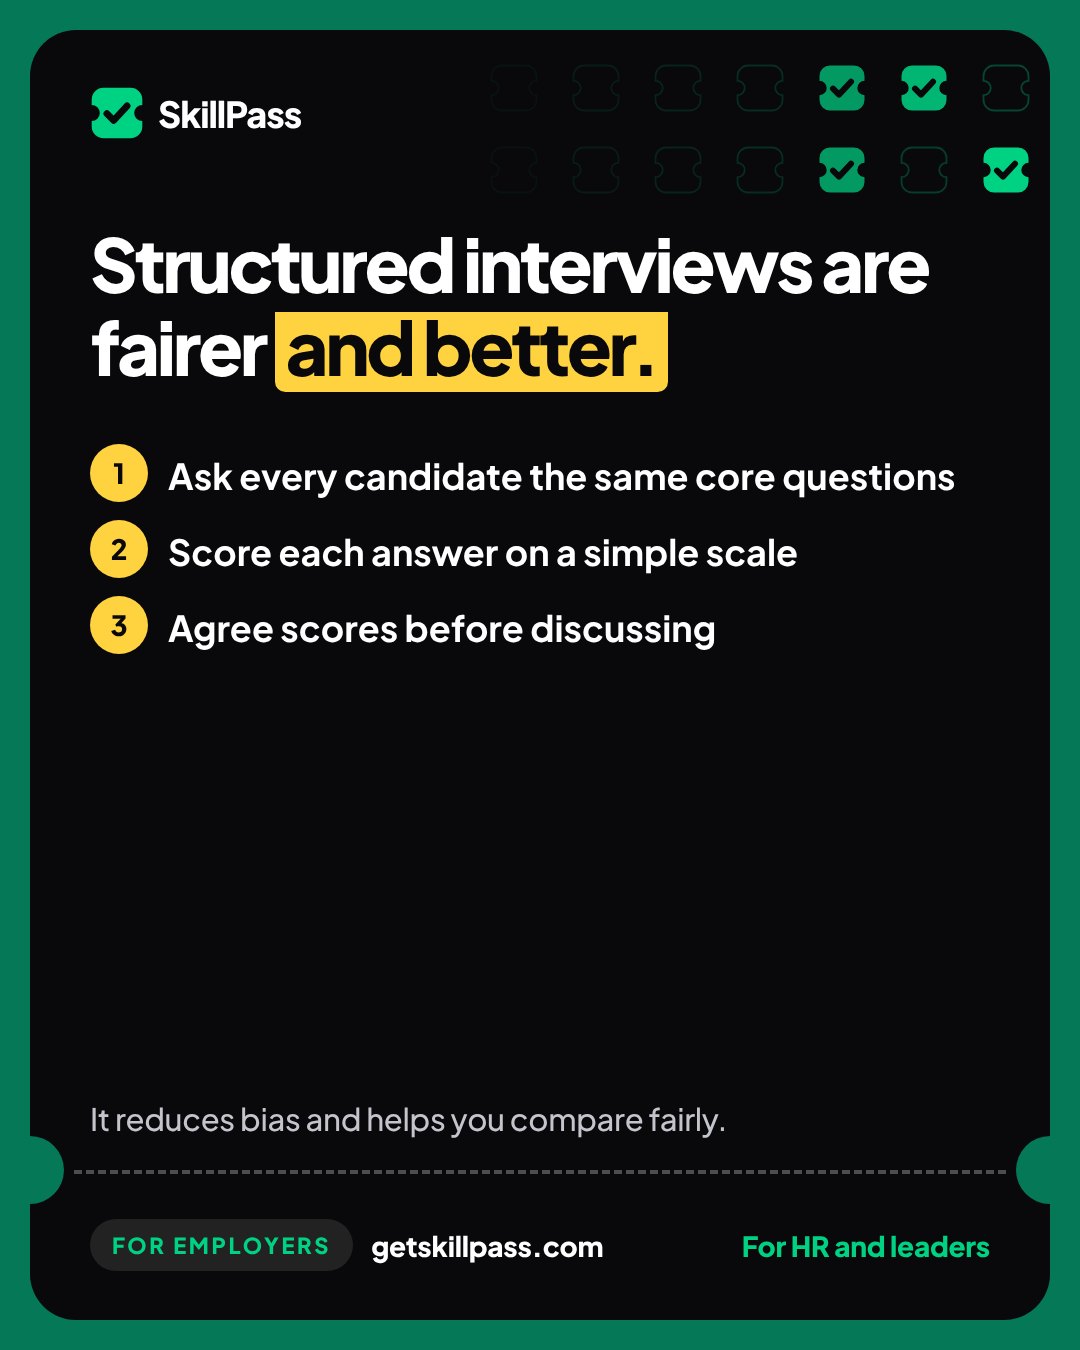 SkillPass
Structured interviews are
fairer and better.
1 Ask every candidate the same core questions
2 Score each answer on a simple scale
3 Agree scores before discussing
It reduces bias and helps you compare fairly.
FOR EMPLOYERS getskillpass.com For HR and leaders